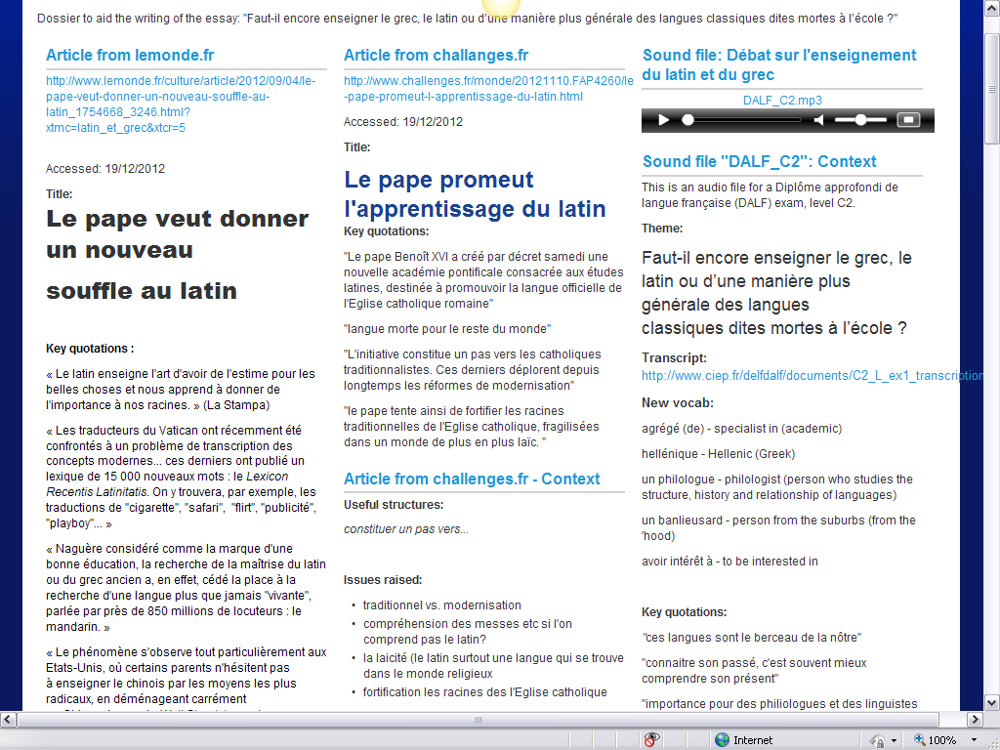 Dossier to aid the writing of the essay: "Faut-il encore enseigner le grec, le latin ou d'une manière plus générale des langues classiques dites mortes à l'école ?"
Article from lemonde.fr
http://www.lemonde.fr/culture/article/2012/09/04/le-
pape-veut-donner-un-nouveau-souffle-au-
latin_1754668_3246.html?
xtmc=latin_et_grec&xtcr=5
Accessed: 19/12/2012
Title:
Le pape veut donner
un nouveau
souffle au latin
Key quotations :
« Le latin enseigne l'art d'avoir de l'estime pour les
belles choses et nous apprend à donner de
l'importance à nos racines. » (La Stampa)
« Les traducteurs du Vatican ont récemment été
confrontés à un problème de transcription des
concepts modernes... ces derniers ont publié un
lexique de 15 000 nouveaux mots : le Lexicon
Recentis Latinitatis. On y trouvera, par exemple, les
traductions de "cigarette", "safari", "flirt", "publicité",
"playboy"... »
« Naguère considéré comme la marque d'une
bonne éducation, la recherche de la maîtrise du latin
ou du grec ancien a, en effet, cédé la place à la
recherche d'une langue plus que jamais "vivante",
parlée par près de 850 millions de locuteurs : le
mandarin. »
« Le phénomène s'observe tout particulièrement aux
Etats-Unis, où certains parents n'hésitent pas
à enseigner le chinois par les moyens les plus
radicaux, en déménageant carrément
Article from challanges.fr
http://www.challenges.fr/monde/20121110.FAP4260/le
-pape-promeut-l-apprentissage-du-latin.html
Accessed: 19/12/2012
Title:
Le pape promeut
l'apprentissage du latin
Key quotations:
"Le pape Benoît XVI a créé par décret samedi une
nouvelle académie pontificale consacrée aux études
latines, destinée à promouvoir la langue officielle de
l'Eglise catholique romaine"
"langue morte pour le reste du monde"
"L'initiative constitue un pas vers les catholiques
traditionnalistes. Ces derniers déplorent depuis
longtemps les réformes de modernisation"
"le pape tente ainsi de fortifier les racines
traditionnelles de l'Eglise catholique, fragilisées
dans un monde de plus en plus laïc. "
Article from challenges.fr - Context
Useful structures:
constituer un pas vers...
Issues raised:
• traditionnel vs. modernisation
• compréhension des messes etc si l'on
comprend pas le latin?
• la laicité (le latin surtout une langue qui se trouve
dans le monde religieux
• fortification les racines des l'Eglise catholique
Sound file: Débat sur l'enseignement
du latin et du grec
DALF_C2.mp3
Sound file "DALF_C2": Context
This is an audio file for a Diplôme approfondi de
langue française (DALF) exam, level C2.
Theme:
Faut-il encore enseigner le grec, le
latin ou d'une manière plus
générale des langues
classiques dites mortes à l'école ?
Transcript:
http://www.ciep.fr/delfdalf/documents/C2_L_ex1_transcription
New vocab:
agrégé (de) - specialist in (academic)
hellénique - Hellenic (Greek)
un philologue - philologist (person who studies the
structure, history and relationship of languages)
un banlieusard - person from the suburbs (from the
'hood)
avoir intérêt à - to be interested in
Key quotations:
"ces langues sont le berceau de la nôtre"
"connaitre son passé, c'est souvent mieux
comprendre son présent"
"importance pour des philiologues et des linguistes
Internet
100%